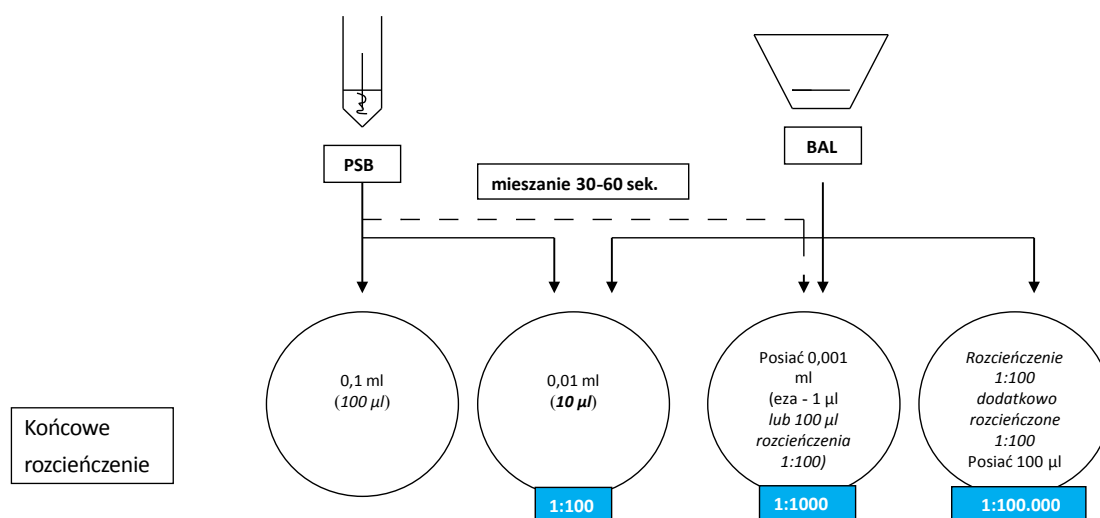 PSB
BAL
mieszanie 30-60 sek.
0,1 ml
(100 µl)
0,01 ml
(10 µl)
Posiać 0,001
ml
(eza - 1 µl
lub 100 µl
rozcieńczenia
1:100)
Rozcieńczenie
1:100
dodatkowo
rozcieńczone
1:100
Posiać 100 µl
Końcowe
rozcieńczenie
1:100
1:1000
1:100.000